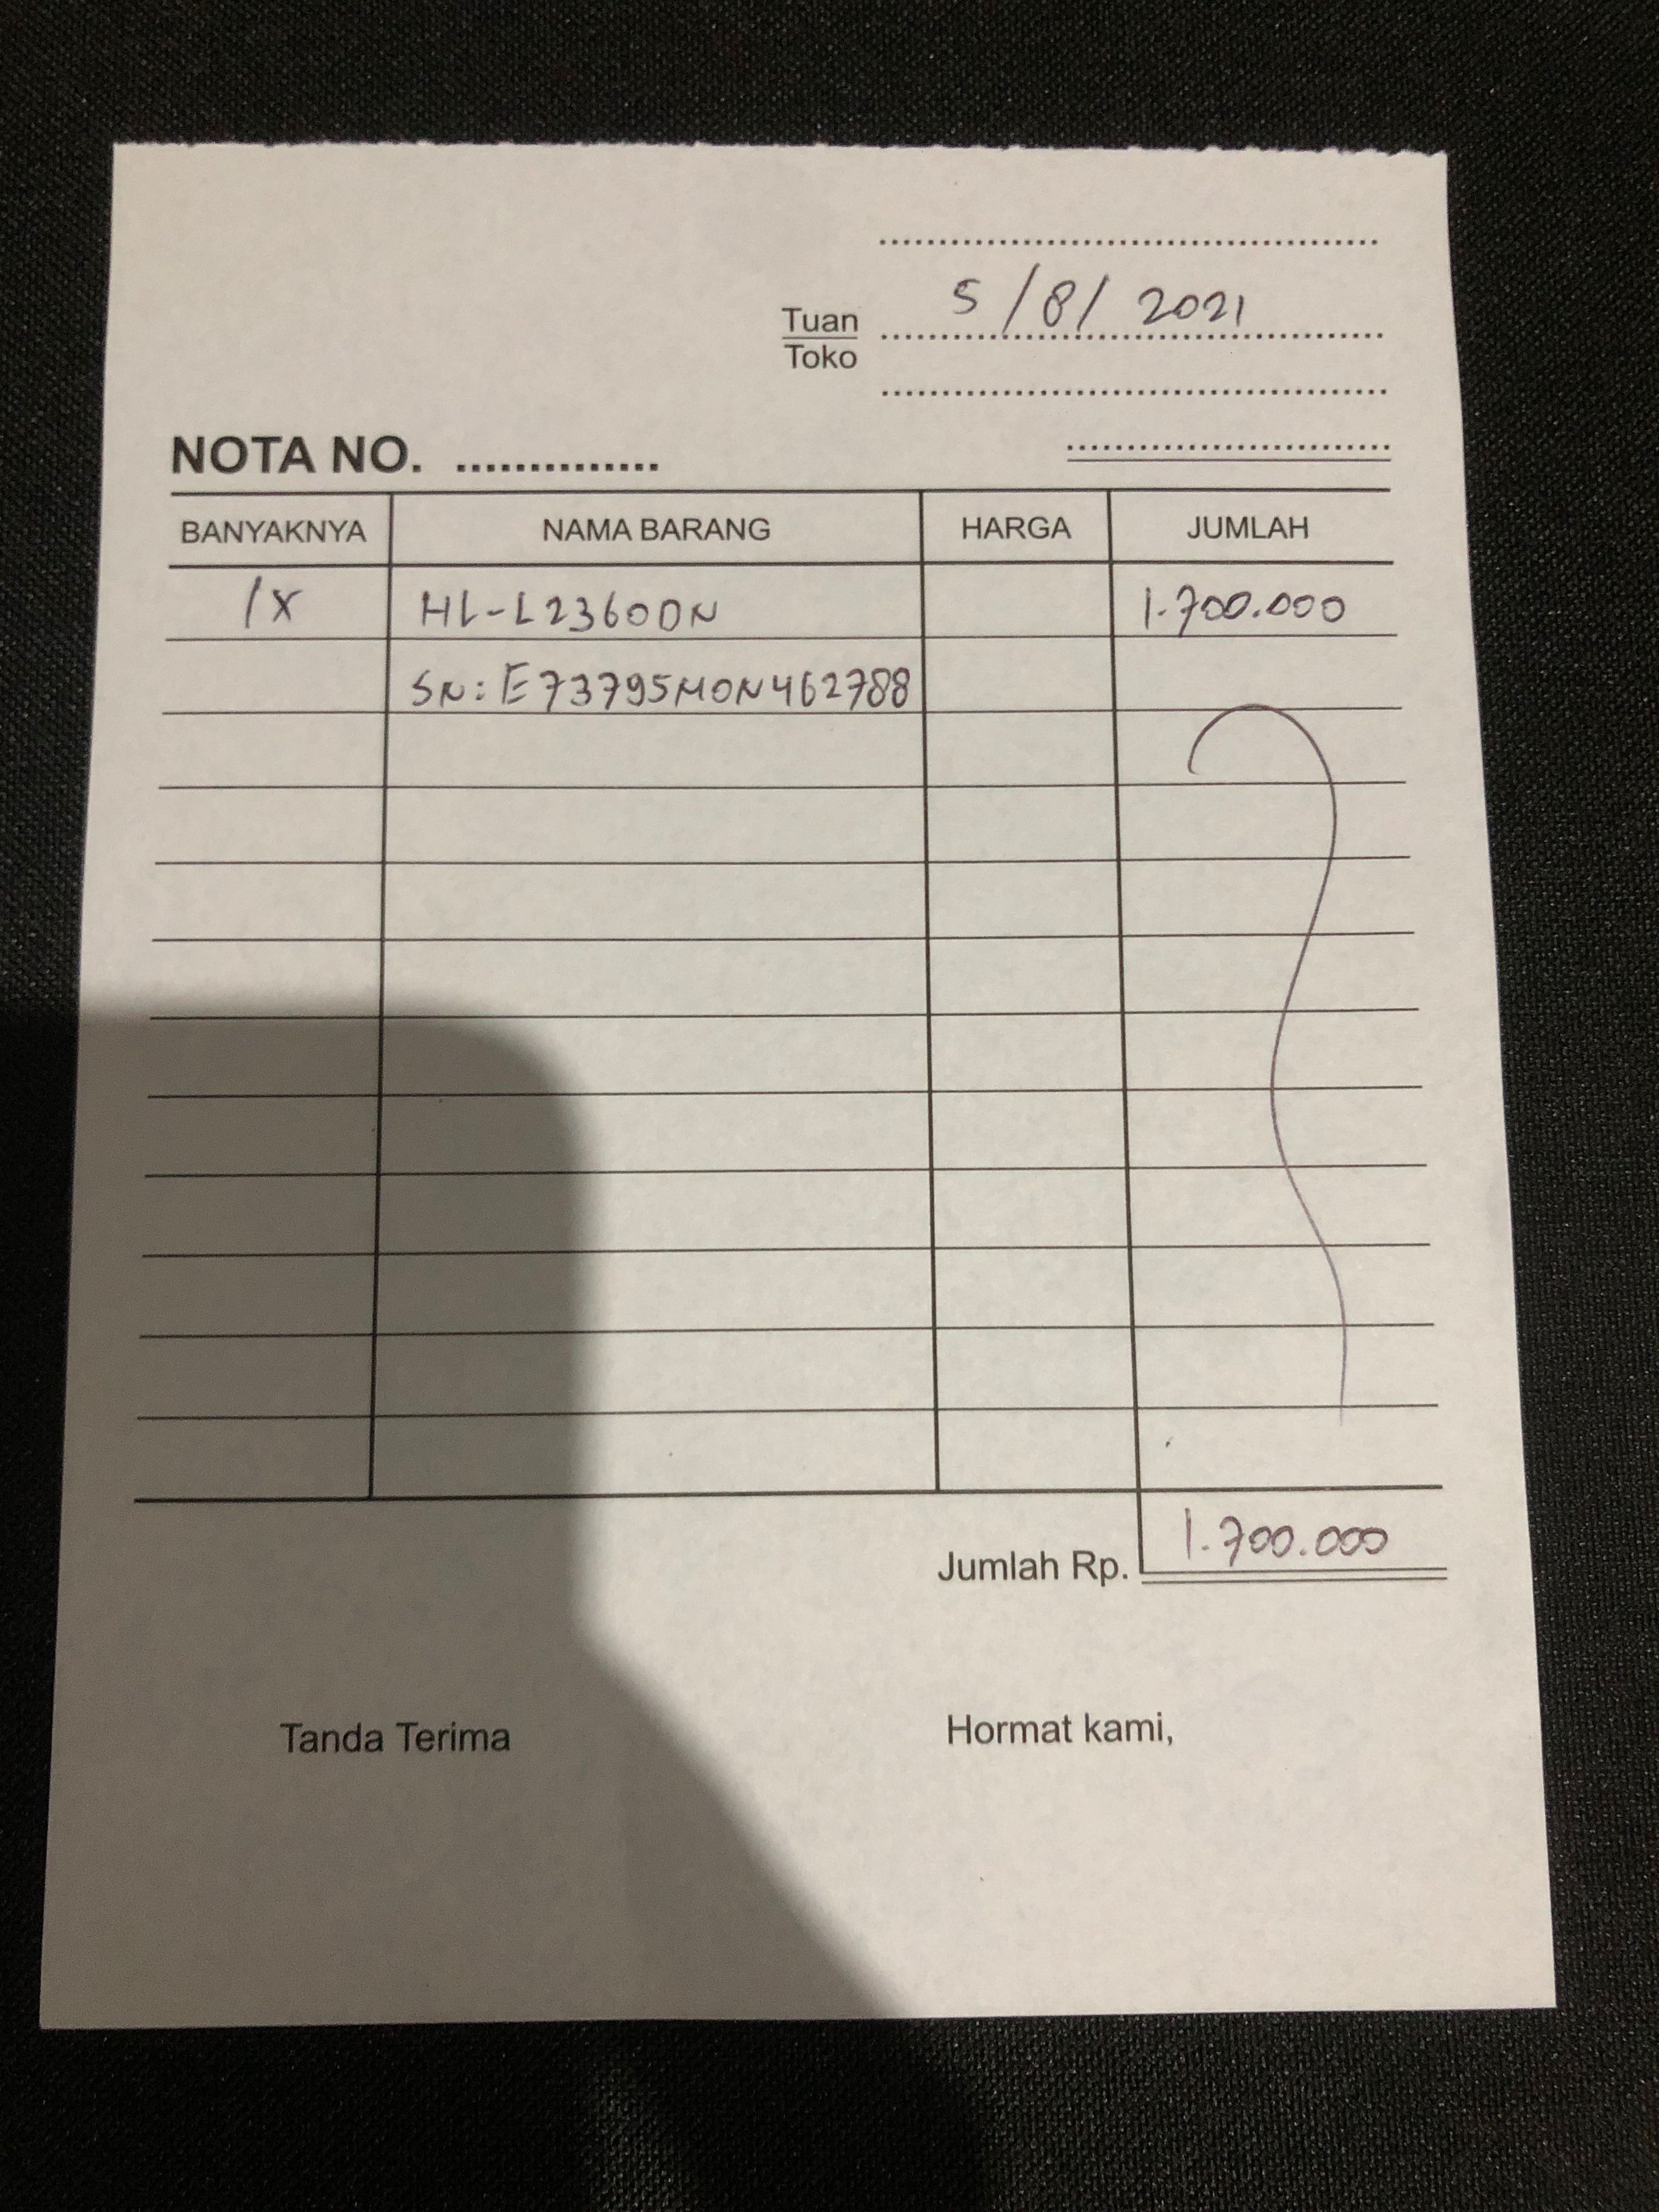 5/8/2021
Tuan
Toko
NOTA NO. ..............
BANYAKNYA NAMA BARANG HARGA JUMLAH
1X HL-L2360DN 1.700.000
SN: E73795M0N462788
Jumlah Rp. 1.700.000
Tanda Terima Hormat kami,